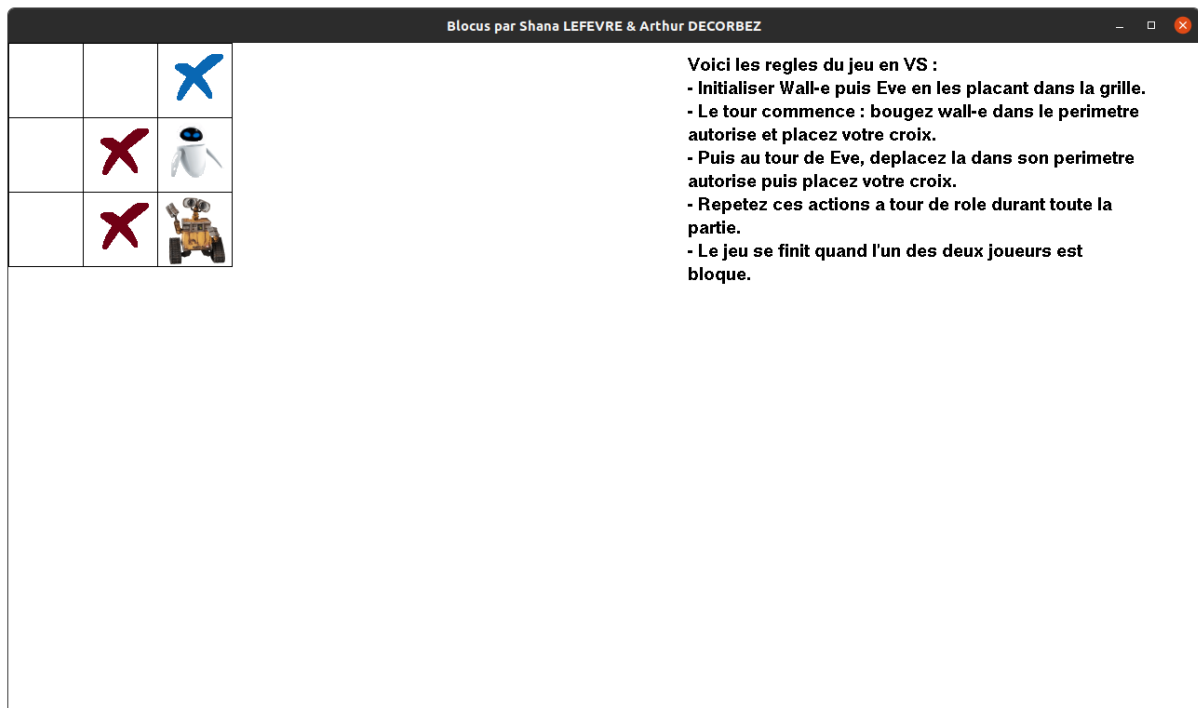 Blocus par Shana LEFEVRE & Arthur DECORBEZ
Voici les regles du jeu en VS :
- Initialiser Wall-e puis Eve en les placant dans la grille.
- Le tour commence : bougez wall-e dans le perimetre
autorise et placez votre croix.
- Puis au tour de Eve, deplacez la dans son perimetre
autorise puis placez votre croix.
- Repetez ces actions a tour de role durant toute la
partie.
- Le jeu se finit quand l'un des deux joueurs est
bloque.